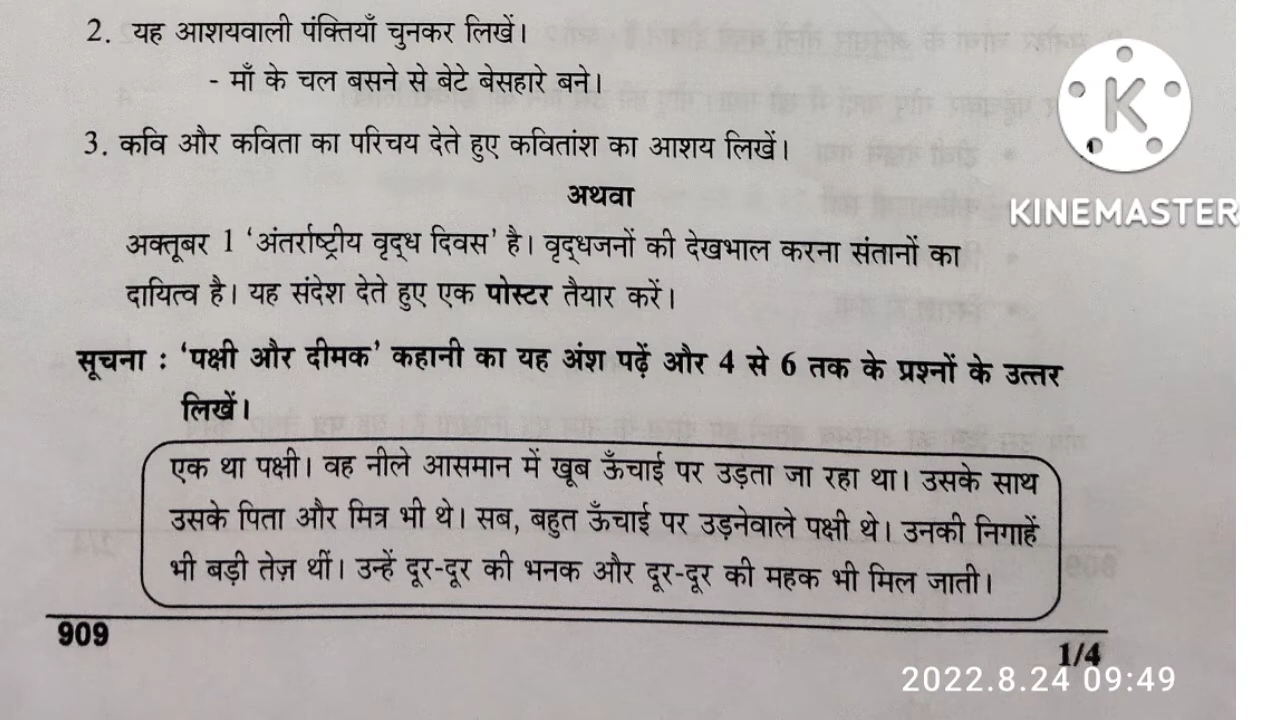 2. यह आशयवाली पंक्तियाँ चुनकर लिखें।
- माँ के चल बसने से बेटे बेसहारे बने।
3. कवि और कविता का परिचय देते हुए कवितांश का आशय लिखें।
अथवा
अक्तूबर 1 ‘अंतर्राष्ट्रीय वृद्ध दिवस’ है। वृद्धजनों की देखभाल करना संतानों का
दायित्व है। यह संदेश देते हुए एक पोस्टर तैयार करें।
सूचना : ‘पक्षी और दीमक’ कहानी का यह अंश पढ़ें और 4 से 6 तक के प्रश्नों के उत्तर
लिखें।
एक था पक्षी। वह नीले आसमान में खूब ऊँचाई पर उड़ता जा रहा था। उसके साथ
उसके पिता और मित्र भी थे। सब, बहुत ऊँचाई पर उड़नेवाले पक्षी थे। उनकी निगाहें
भी बड़ी तेज़ थीं। उन्हें दूर-दूर की भनक और दूर-दूर की महक भी मिल जाती।
909
1/4
K
KINEMASTER
2022.8.24 09:49